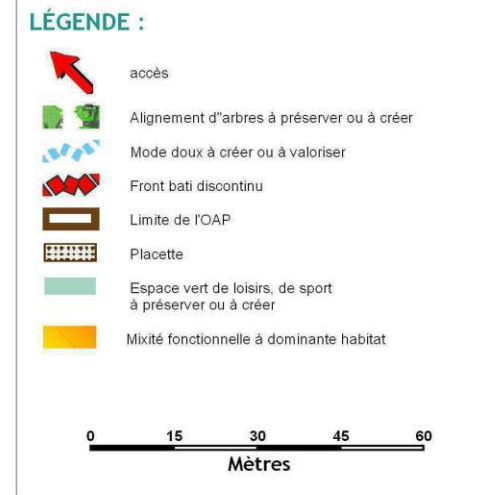 LÉGENDE :
accès
Alignement d"arbres à préserver ou à créer
Mode doux à créer ou à valoriser
Front bati discontinu
Limite de l'OAP
Placette
Espace vert de loisirs, de sport
à préserver ou à créer
Mixité fonctionnelle à dominante habitat
0 15 30 45 60
Mètres